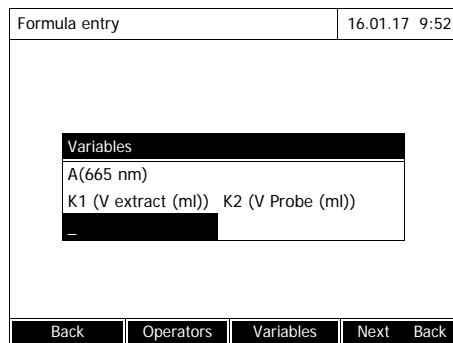 Formula entry 16.01.17 9:52
Variables
A(665 nm)
K1 (V extract (ml)) K2 (V Probe (ml))
_
Back Operators Variables Next Back